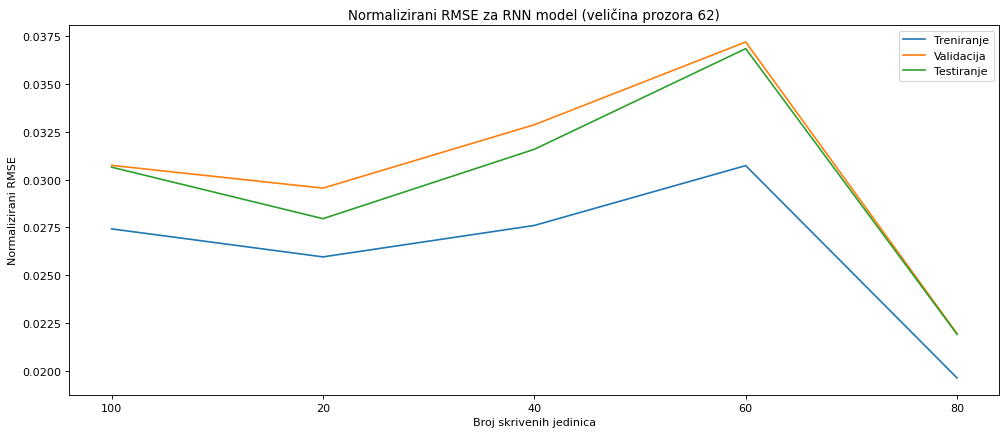 Normalizirani RMSE za RNN model (veličina prozora 62)
Treniranje
Validacija
Testiranje
Normalizirani RMSE
0.0375
0.0350
0.0325
0.0300
0.0275
0.0250
0.0225
0.0200
100
20
40
60
80
Broj skrivenih jedinica